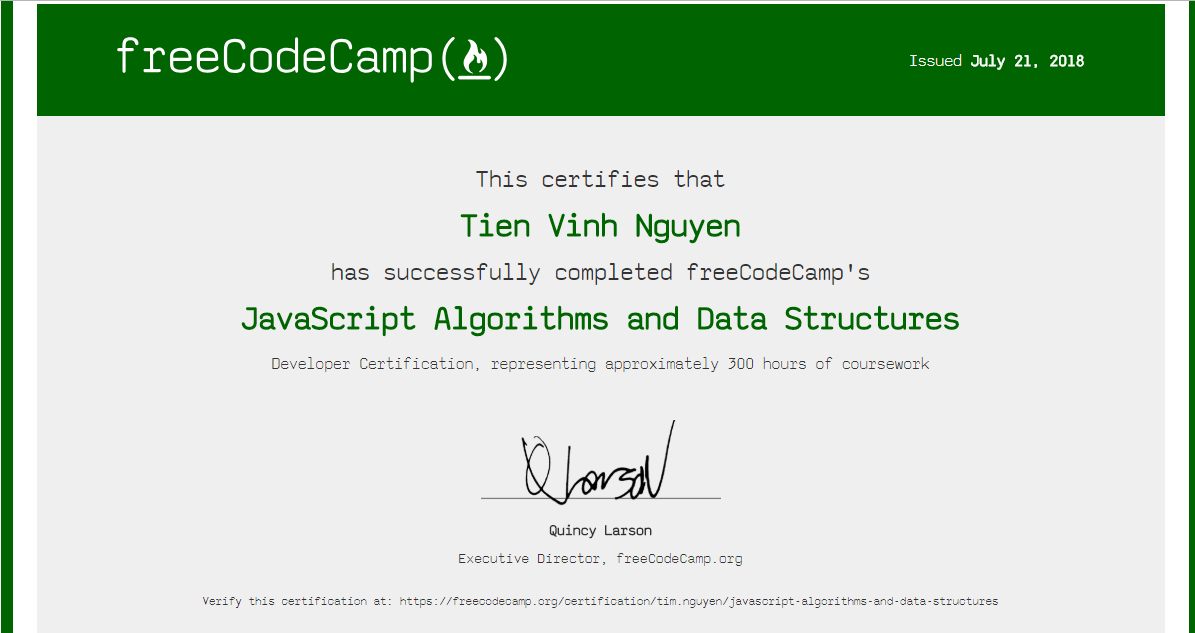 freeCodeCamp(🔥)
Issued July 21, 2018
This certifies that
Tien Vinh Nguyen
has successfully completed freeCodeCamp's
JavaScript Algorithms and Data Structures
Developer Certification, representing approximately 300 hours of coursework
Q Larson
Quincy Larson
Executive Director, freeCodeCamp.org
Verify this certification at: https://freecodecamp.org/certification/tim.nguyen/javascript-algorithms-and-data-structures